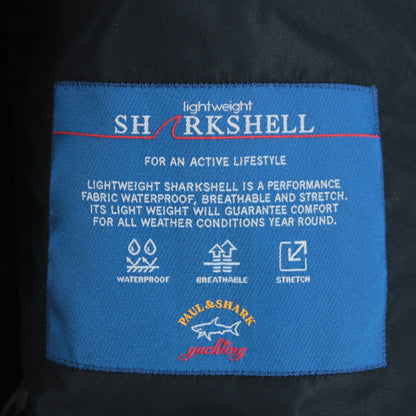 lightweight
SHARKSHELL
FOR AN ACTIVE LIFESTYLE
LIGHTWEIGHT SHARKSHELL IS A PERFORMANCE
FABRIC WATERPROOF, BREATHABLE AND STRETCH.
ITS LIGHT WEIGHT WILL GUARANTEE COMFORT
FOR ALL WEATHER CONDITIONS YEAR ROUND.
WATERPROOF BREATHABLE STRETCH
PAUL & SHARK
yachting